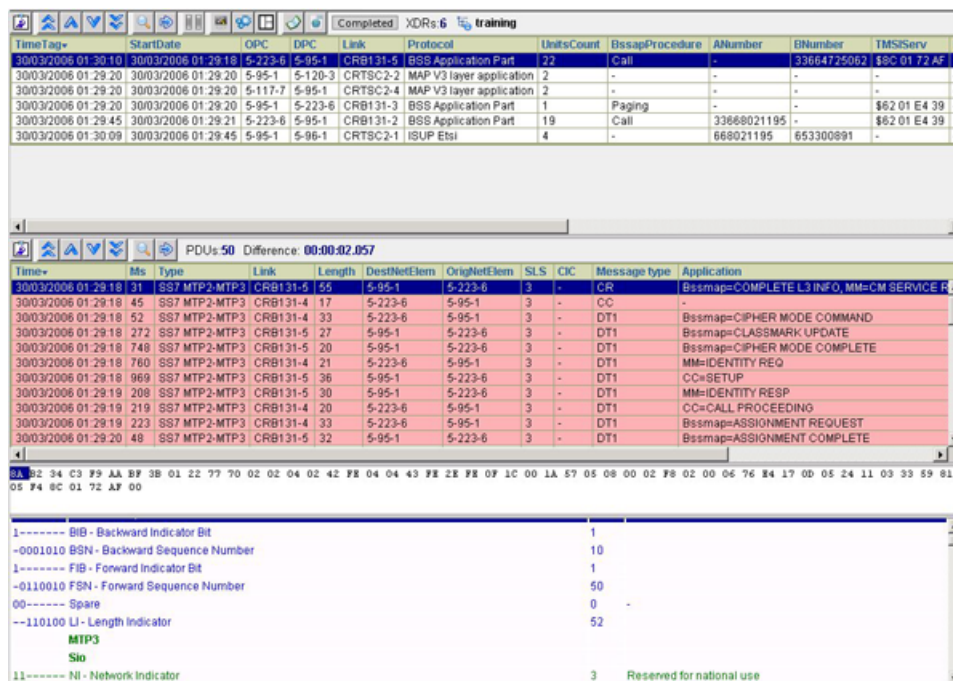 Completed XDRs:6 training
TimeTag StartDate OPC DPC Link Protocol UnitsCount BssapProcedure ANumber BNumber TMSIServ
30/03/2006 01:30:10 30/03/2006 01:29:18 5-223-6 5-95-1 CRB131-5 BSS Application Part 22 Call - 33664725062 $8C 01 72 AF
30/03/2006 01:29:20 30/03/2006 01:29:20 5-95-1 5-120-3 CRTSC2-2 MAP V3 layer application 2 - - - -
30/03/2006 01:29:20 30/03/2006 01:29:20 5-117-7 5-95-1 CRTSC2-4 MAP V3 layer application 2 - - - -
30/03/2006 01:29:20 30/03/2006 01:29:20 5-95-1 5-223-6 CRB131-3 BSS Application Part 1 Paging - - $62 01 E4 39
30/03/2006 01:29:45 30/03/2006 01:29:21 5-223-6 5-95-1 CRB131-2 BSS Application Part 19 Call 33668021195 - $62 01 E4 39
30/03/2006 01:30:09 30/03/2006 01:29:45 5-95-1 5-96-1 CRTSC2-1 ISUP Etsi 4 - 668021195 653300891 -
PDUs:50 Difference: 00:00:02.057
Time Ms Type Link Length DestNetElem OrigNetElem SLS CIC Message type Application
30/03/2006 01:29:18 31 SS7 MTP2-MTP3 CRB131-5 55 5-95-1 5-223-6 3 - CR Bssmap=COMPLETE L3 INFO, MM=CM SERVICE R
30/03/2006 01:29:18 45 SS7 MTP2-MTP3 CRB131-4 17 5-223-6 5-95-1 3 - CC -
30/03/2006 01:29:18 52 SS7 MTP2-MTP3 CRB131-4 33 5-223-6 5-95-1 3 - DT1 Bssmap=CIPHER MODE COMMAND
30/03/2006 01:29:18 272 SS7 MTP2-MTP3 CRB131-5 27 5-95-1 5-223-6 3 - DT1 Bssmap=CLASSMARK UPDATE
30/03/2006 01:29:18 748 SS7 MTP2-MTP3 CRB131-5 20 5-95-1 5-223-6 3 - DT1 Bssmap=CIPHER MODE COMPLETE
30/03/2006 01:29:18 760 SS7 MTP2-MTP3 CRB131-4 21 5-223-6 5-95-1 3 - DT1 MM=IDENTITY REQ
30/03/2006 01:29:18 969 SS7 MTP2-MTP3 CRB131-5 36 5-95-1 5-223-6 3 - DT1 CC=SETUP
30/03/2006 01:29:19 208 SS7 MTP2-MTP3 CRB131-5 30 5-95-1 5-223-6 3 - DT1 MM=IDENTITY RESP
30/03/2006 01:29:19 219 SS7 MTP2-MTP3 CRB131-4 20 5-223-6 5-95-1 3 - DT1 CC=CALL PROCEEDING
30/03/2006 01:29:19 223 SS7 MTP2-MTP3 CRB131-4 33 5-223-6 5-95-1 3 - DT1 Bssmap=ASSIGNMENT REQUEST
30/03/2006 01:29:20 48 SS7 MTP2-MTP3 CRB131-5 32 5-95-1 5-223-6 3 - DT1 Bssmap=ASSIGNMENT COMPLETE
8A B2 34 C3 F9 AA BF 3B 01 22 77 70 02 02 04 02 42 FE 04 04 43 FE 2E FE 0F 1C 00 1A 57 05 08 00 02 F8 02 00 06 76 E4 17 0D 05 24 11 03 33 59 81
05 F4 8C 01 72 AF 00
1------- BIB - Backward Indicator Bit 1
-0001010 BSN - Backward Sequence Number 10
1------- FIB - Forward Indicator Bit 1
-0110010 FSN - Forward Sequence Number 50
00------ Spare 0 -
--110100 LI - Length Indicator 52
MTP3
Sio
11------ NI - Network Indicator 3 Reserved for national use